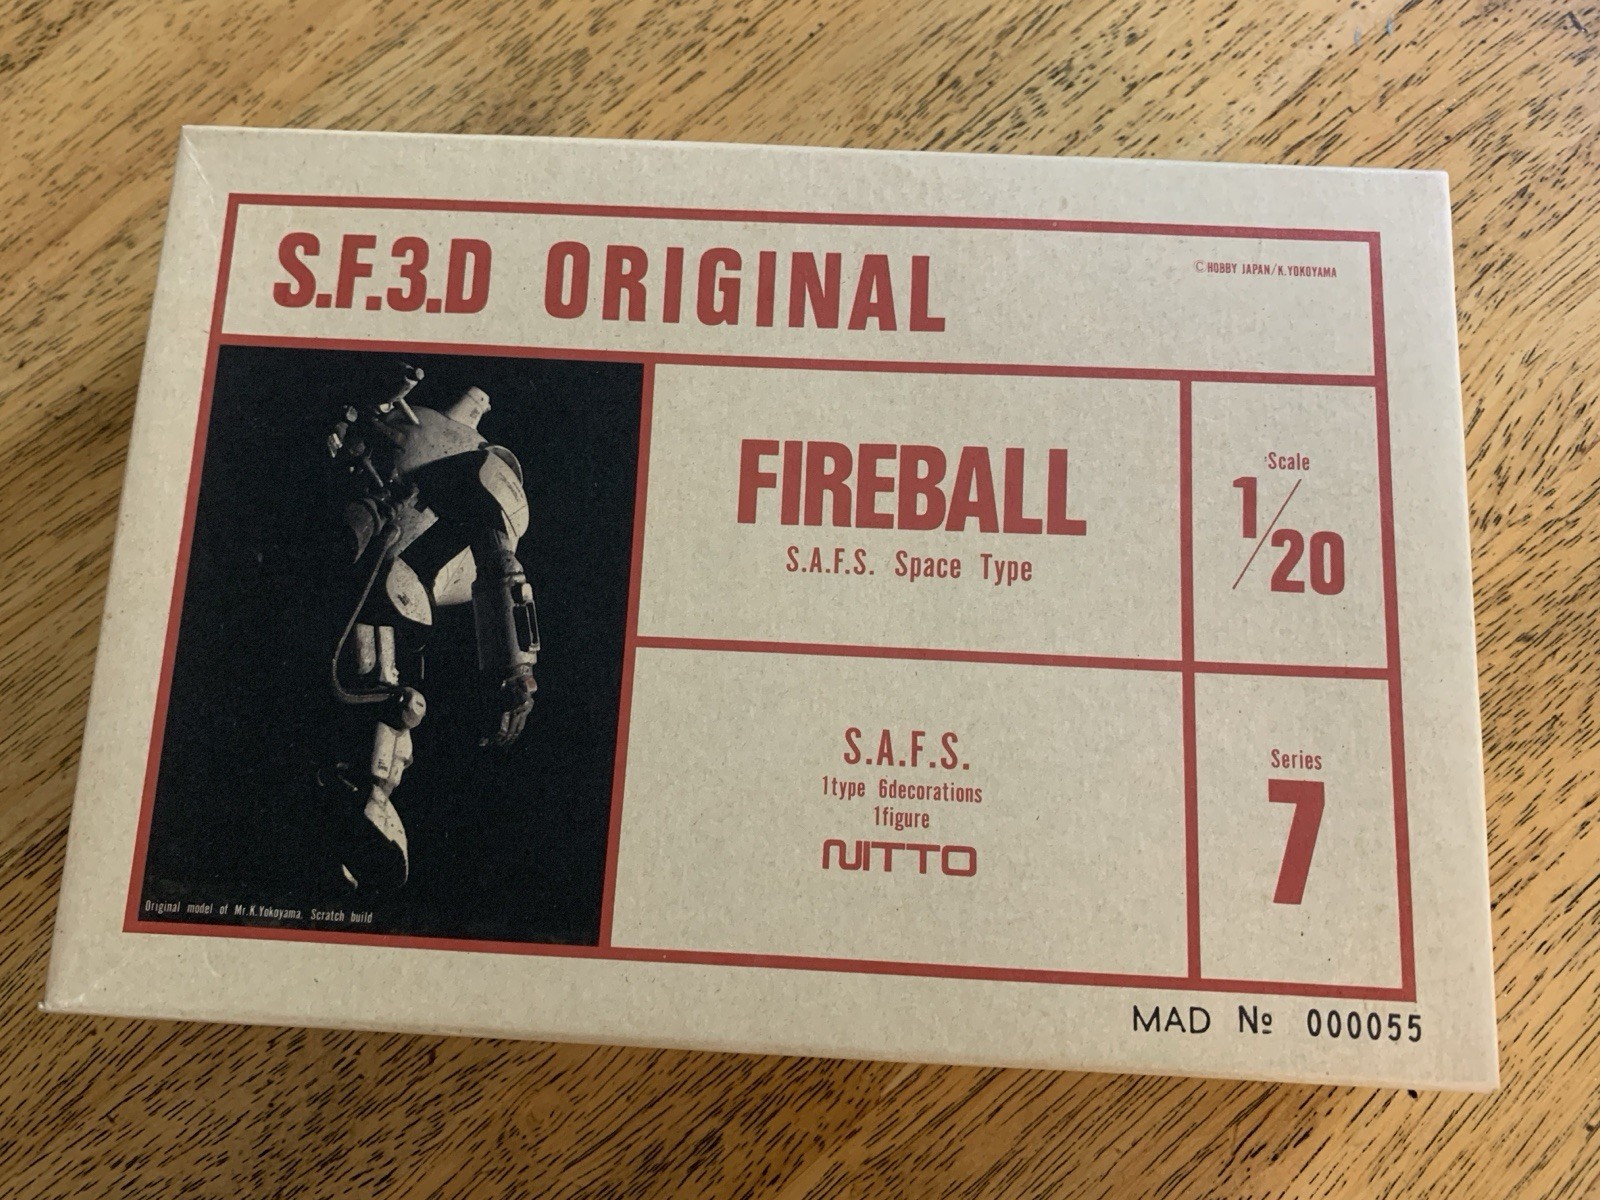 S.F.3.D ORIGINAL
© HOBBY JAPAN/K.YOKOYAMA
FIREBALL
S.A.F.S. Space Type
Scale
1/20
S.A.F.S.
1type 6decorations
1figure
NITTO
Series
7
Original model of Mr.K.Yokoyama. Scratch build
MAD № 000055